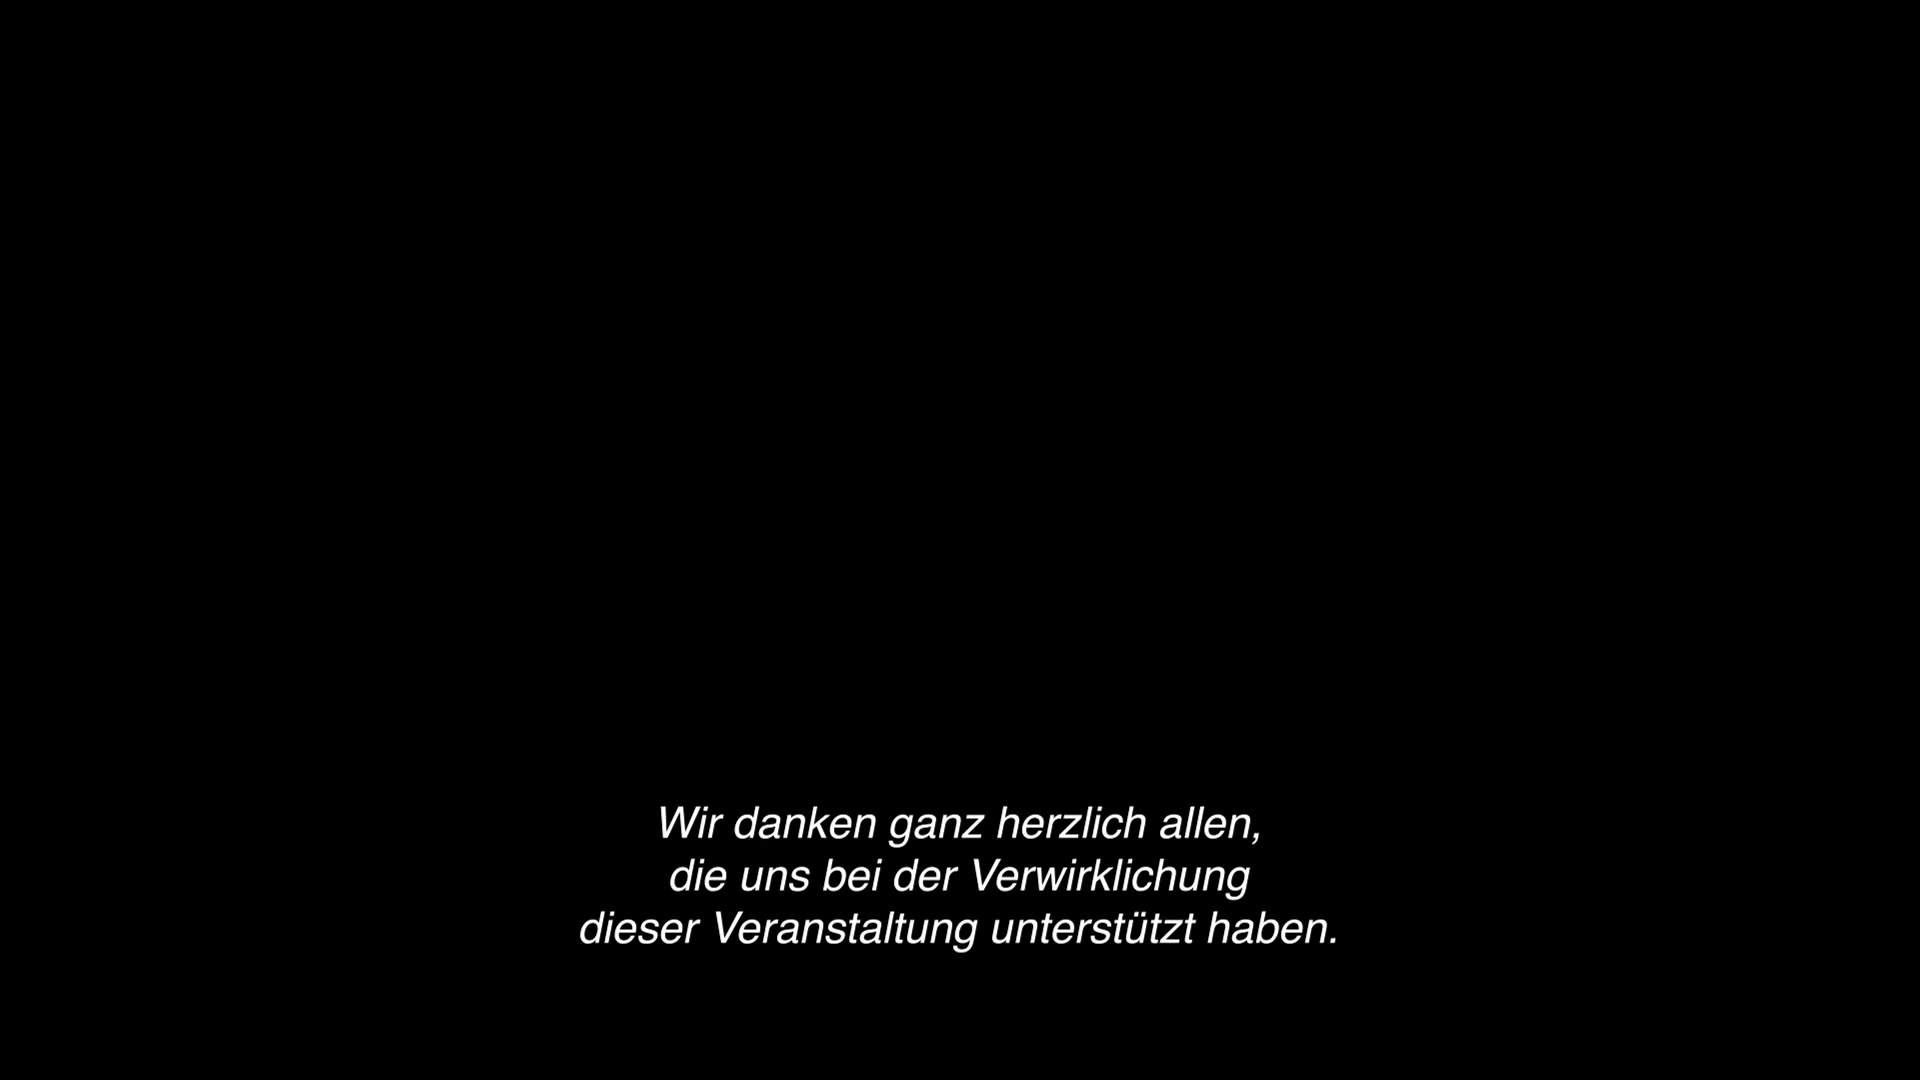 Wir danken ganz herzlich allen,
die uns bei der Verwirklichung
dieser Veranstaltung unterstützt haben.